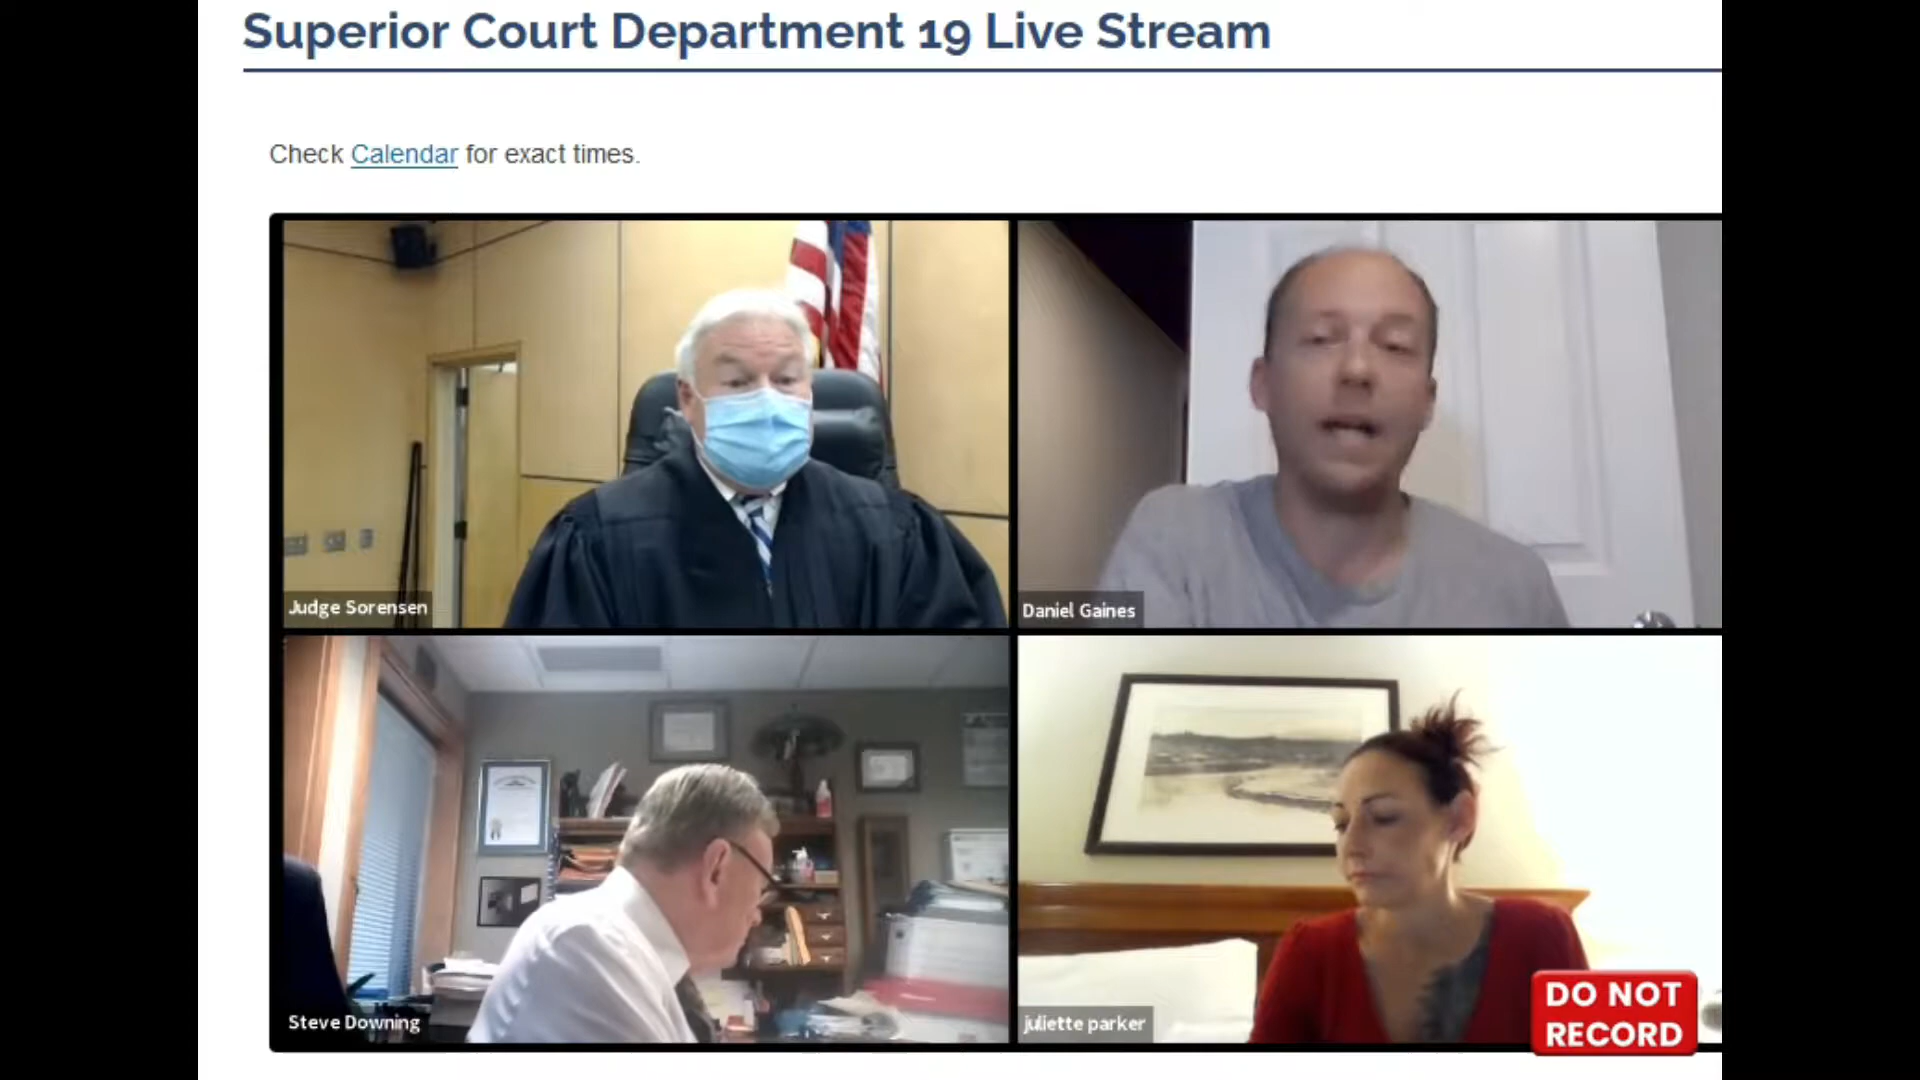 Superior Court Department 19 Live Stream
Check Calendar for exact times.
Judge Sorensen
Daniel Gaines
Steve Downing
juliette parker
DO NOT
RECORD